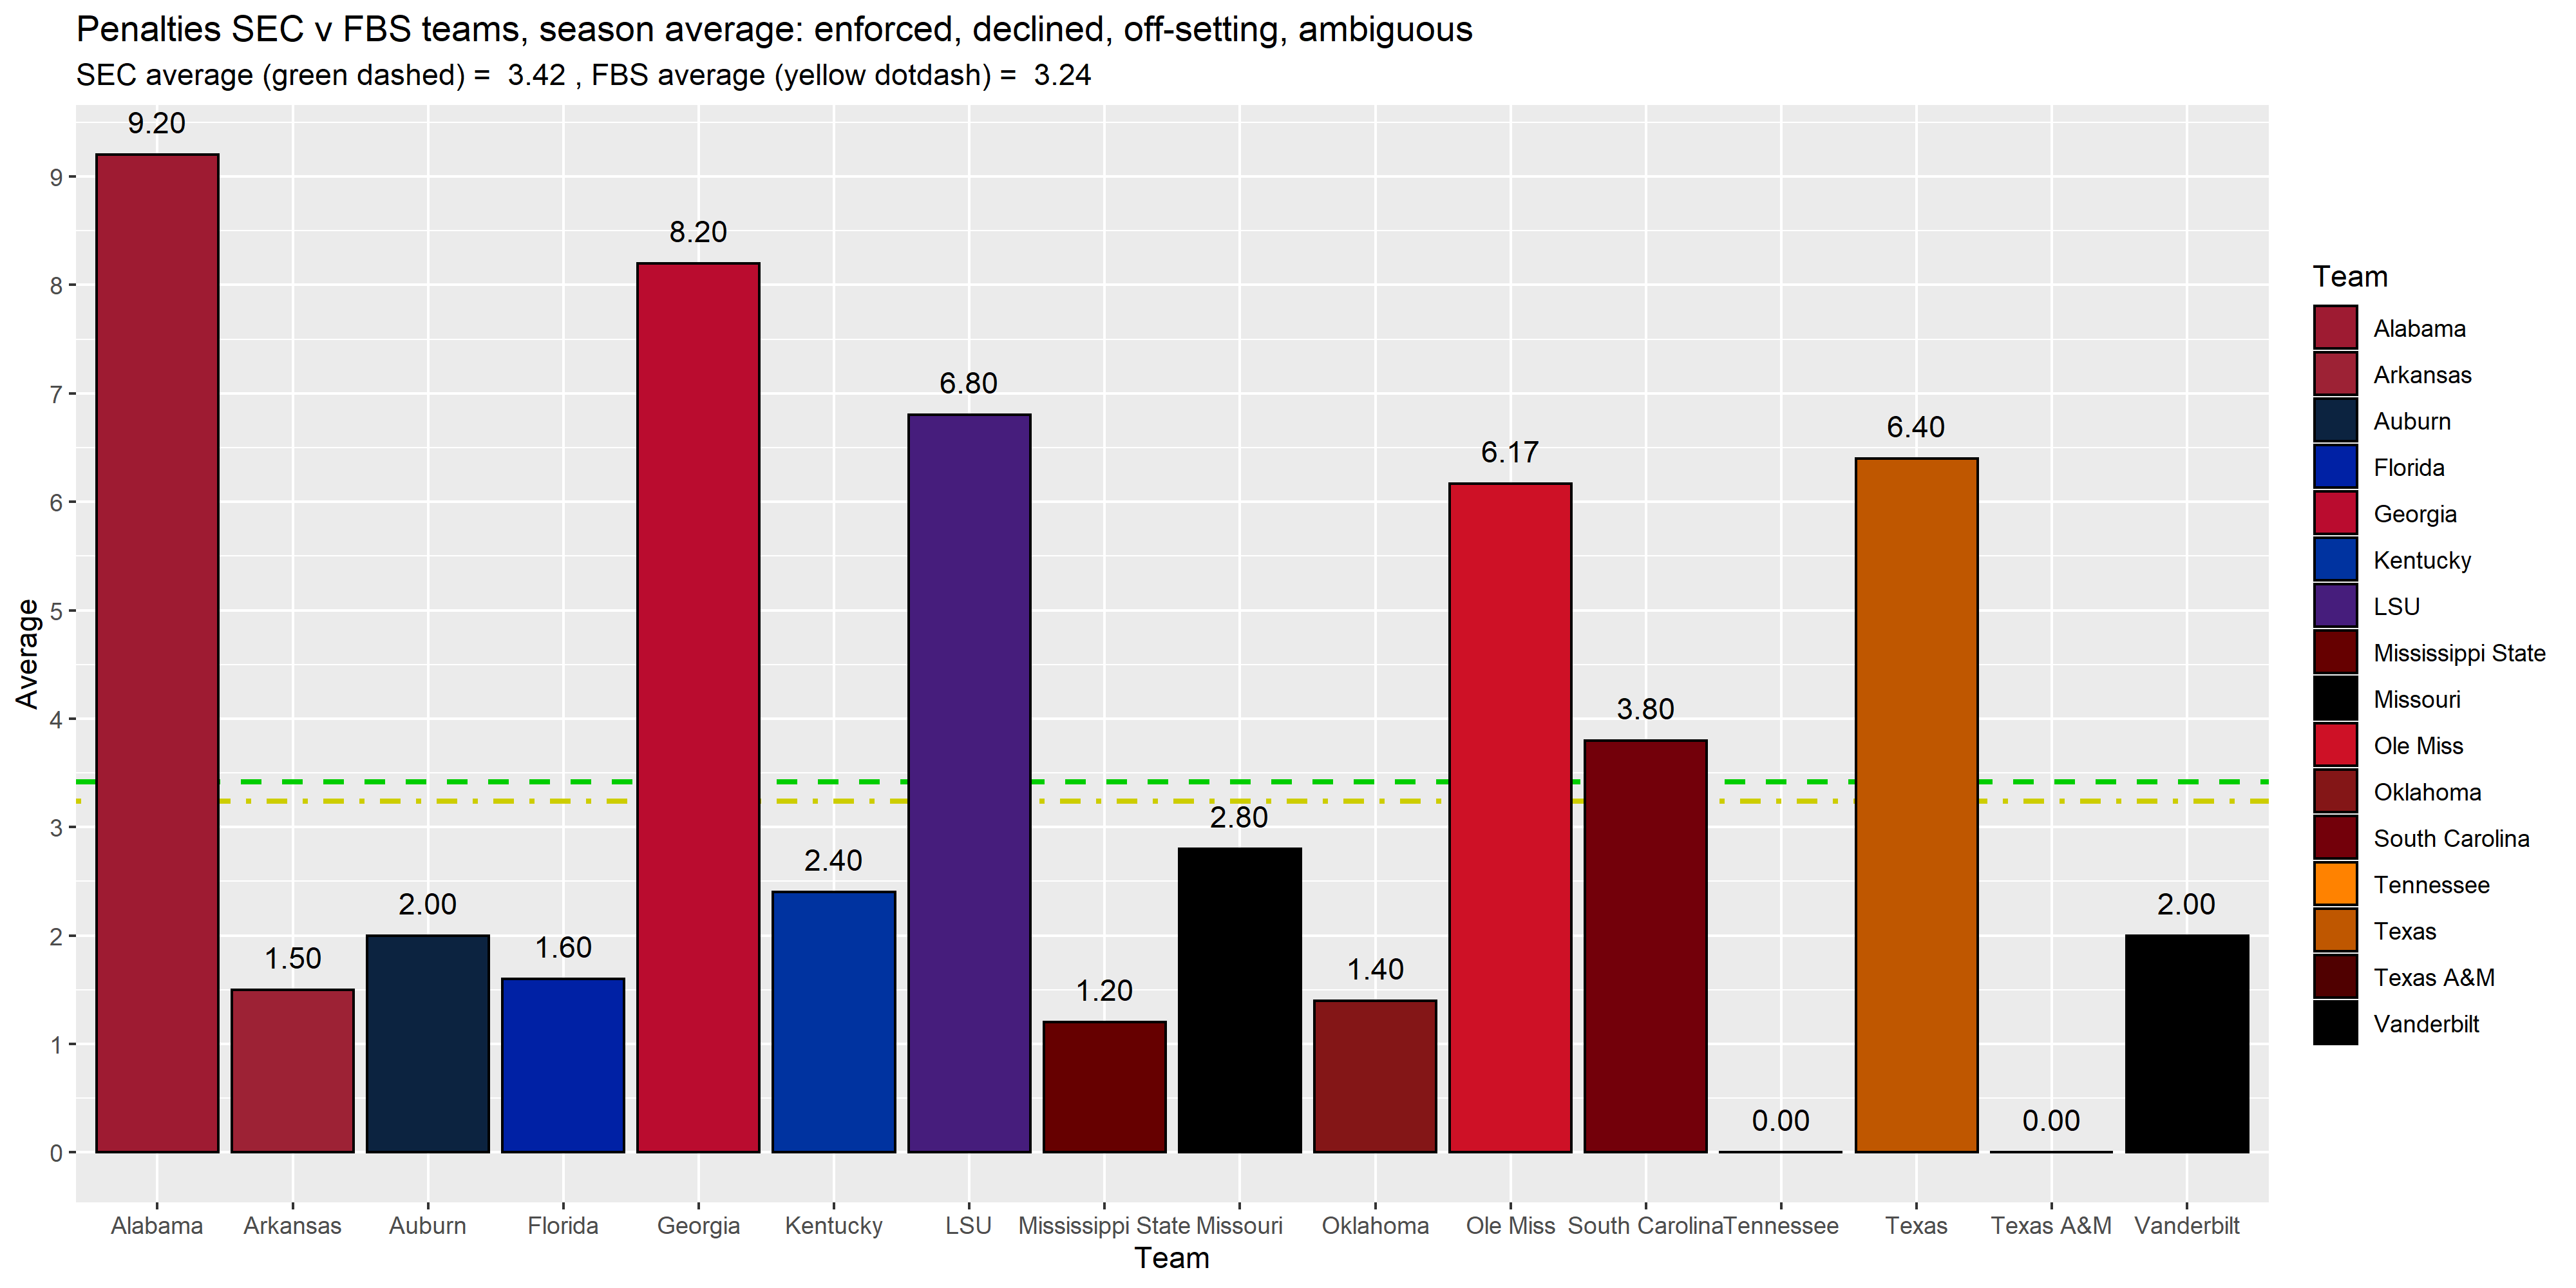 Penalties SEC v FBS teams, season average: enforced, declined, off-setting, ambiguous
SEC average (green dashed) =  3.42 , FBS average (yellow dotdash) =  3.24
9.20
8.20
6.80
6.40
6.17
3.80
2.80
2.40
2.00
2.00
1.60
1.50
1.40
1.20
0.00
0.00
9
8
7
6
5
4
3
2
1
0
Average
Alabama Arkansas Auburn Florida Georgia Kentucky LSU Mississippi State Missouri Oklahoma Ole Miss South Carolina Tennessee Texas Texas A&M Vanderbilt
Team
Team
Alabama
Arkansas
Auburn
Florida
Georgia
Kentucky
LSU
Mississippi State
Missouri
Ole Miss
Oklahoma
South Carolina
Tennessee
Texas
Texas A&M
Vanderbilt